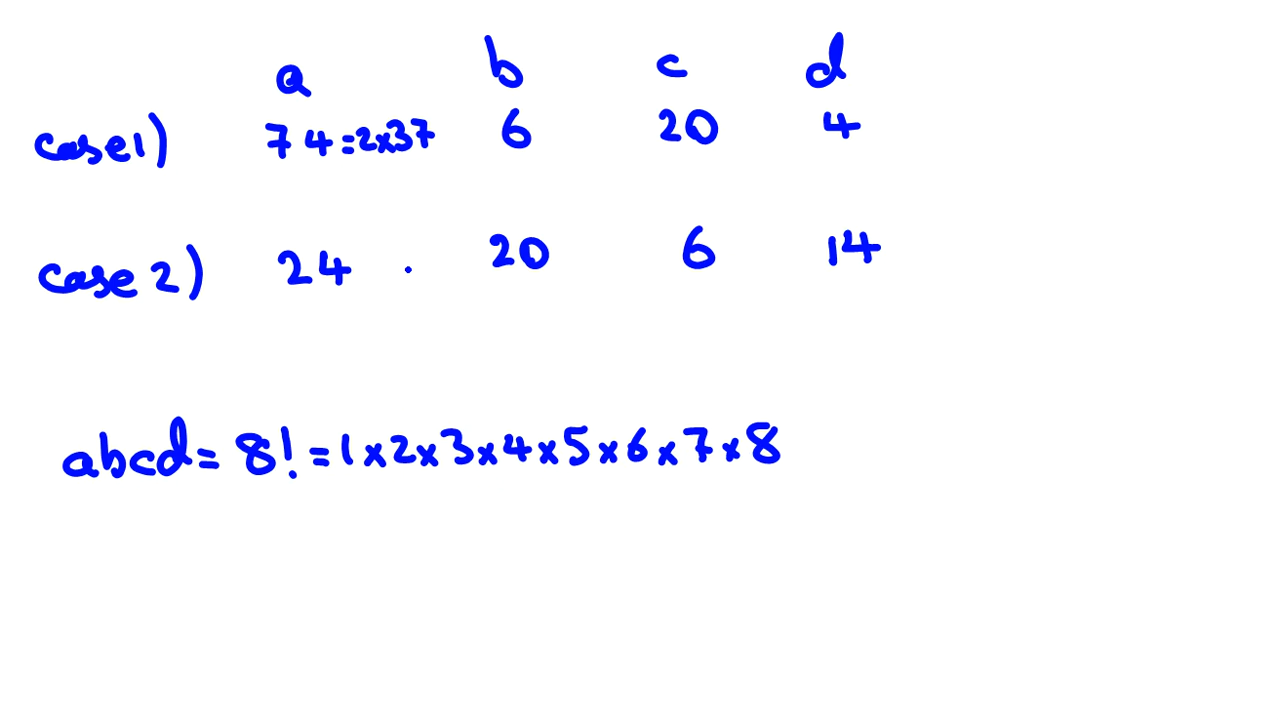 a b c d
case1) 74=2x37 6 20 4
case 2) 24 . 20 6 14
abcd= 8! = 1x2x3x4x5x6x7x8